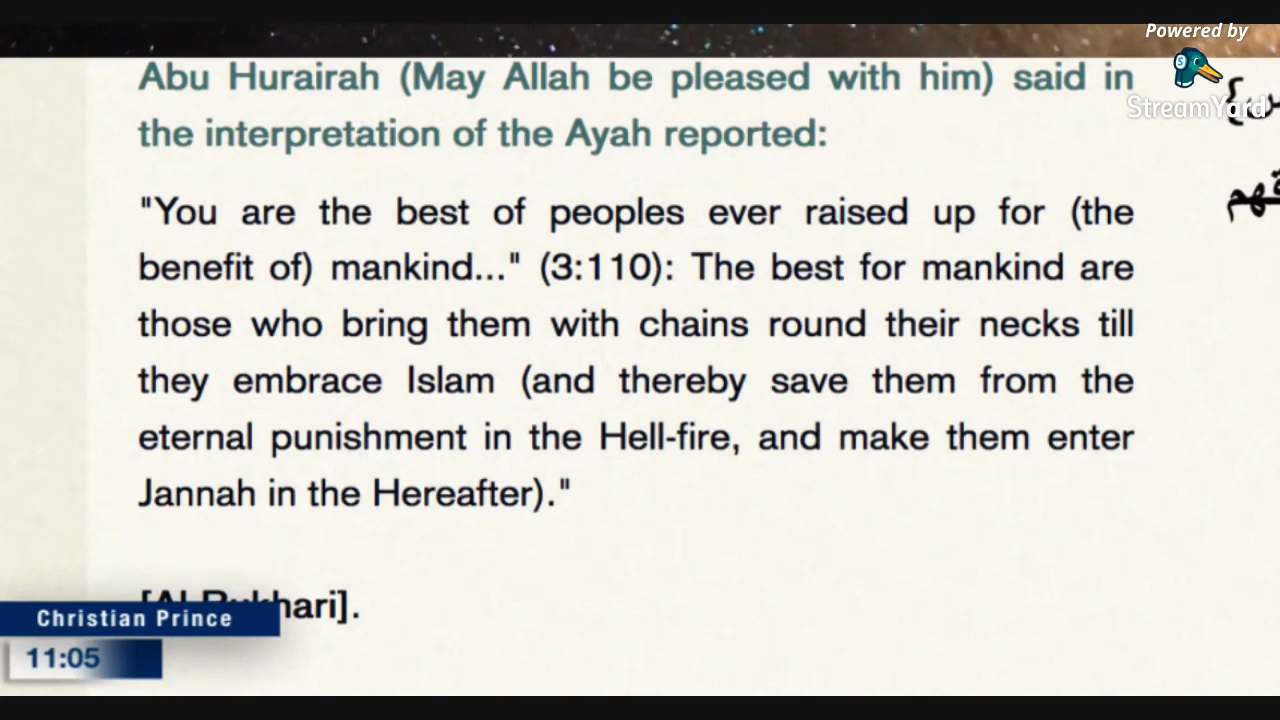 Powered by
StreamYard
Abu Hurairah (May Allah be pleased with him) said in
the interpretation of the Ayah reported:
"You are the best of peoples ever raised up for (the
benefit of) mankind..." (3:110): The best for mankind are
those who bring them with chains round their necks till
they embrace Islam (and thereby save them from the
eternal punishment in the Hell-fire, and make them enter
Jannah in the Hereafter)."
[Al-Bukhari].
Christian Prince
11:05